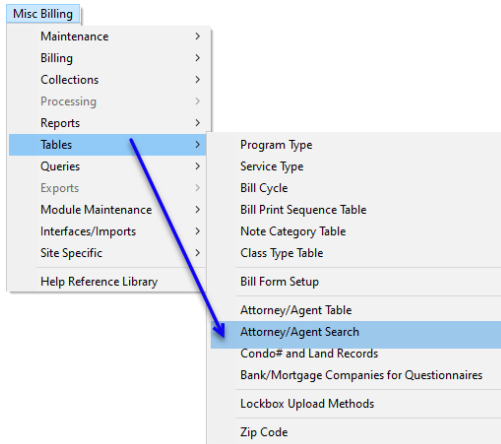 Misc Billing
Maintenance >
Billing >
Collections >
Processing >
Reports >
Tables >
Queries >
Exports >
Module Maintenance >
Interfaces/Imports >
Site Specific >
Help Reference Library
Program Type
Service Type
Bill Cycle
Bill Print Sequence Table
Note Category Table
Class Type Table
Bill Form Setup
Attorney/Agent Table
Attorney/Agent Search
Condo# and Land Records
Bank/Mortgage Companies for Questionnaires
Lockbox Upload Methods
Zip Code